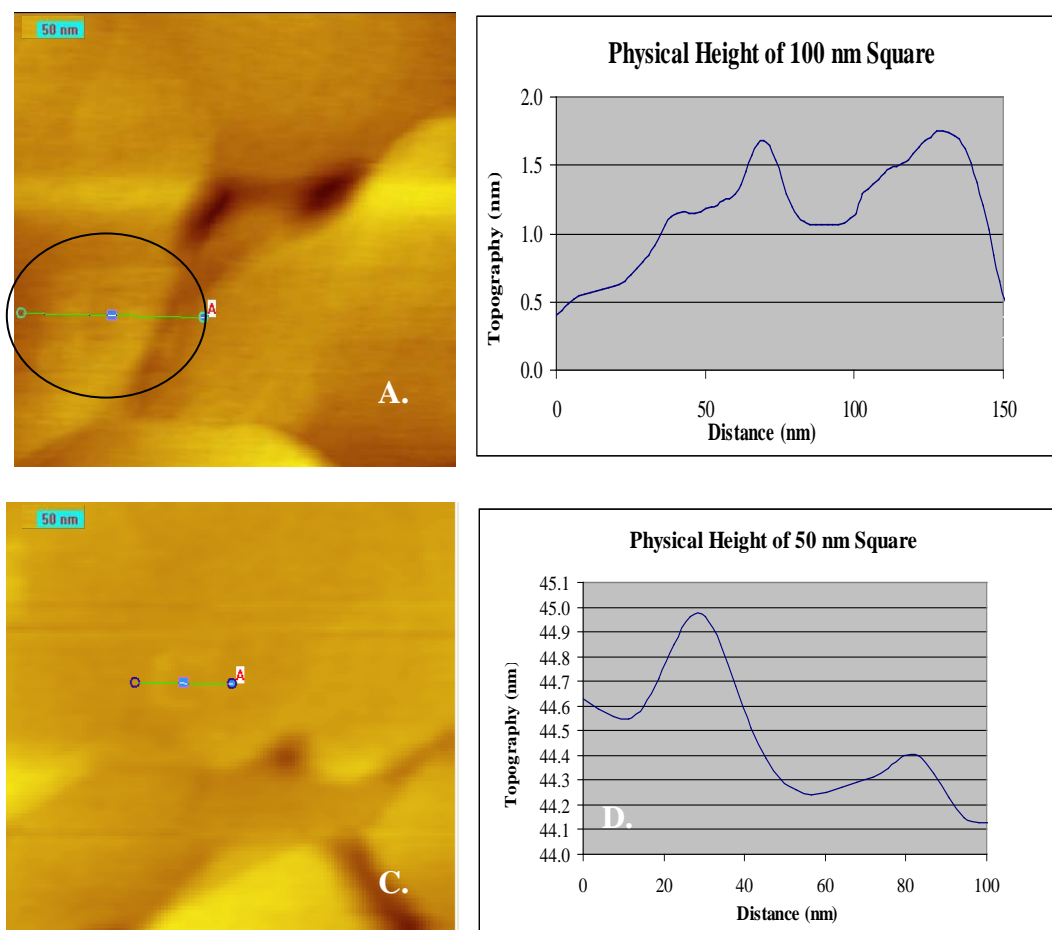 50 nm
A
A.
Physical Height of 100 nm Square
Topography (nm)
2.0
1.5
1.0
0.5
0.0
0 50 100 150
Distance (nm)
50 nm
A
C.
Physical Height of 50 nm Square
Topography (nm)
45.1
45.0
44.9
44.8
44.7
44.6
44.5
44.4
44.3
44.2
44.1
44.0
D.
0 20 40 60 80 100
Distance (nm)